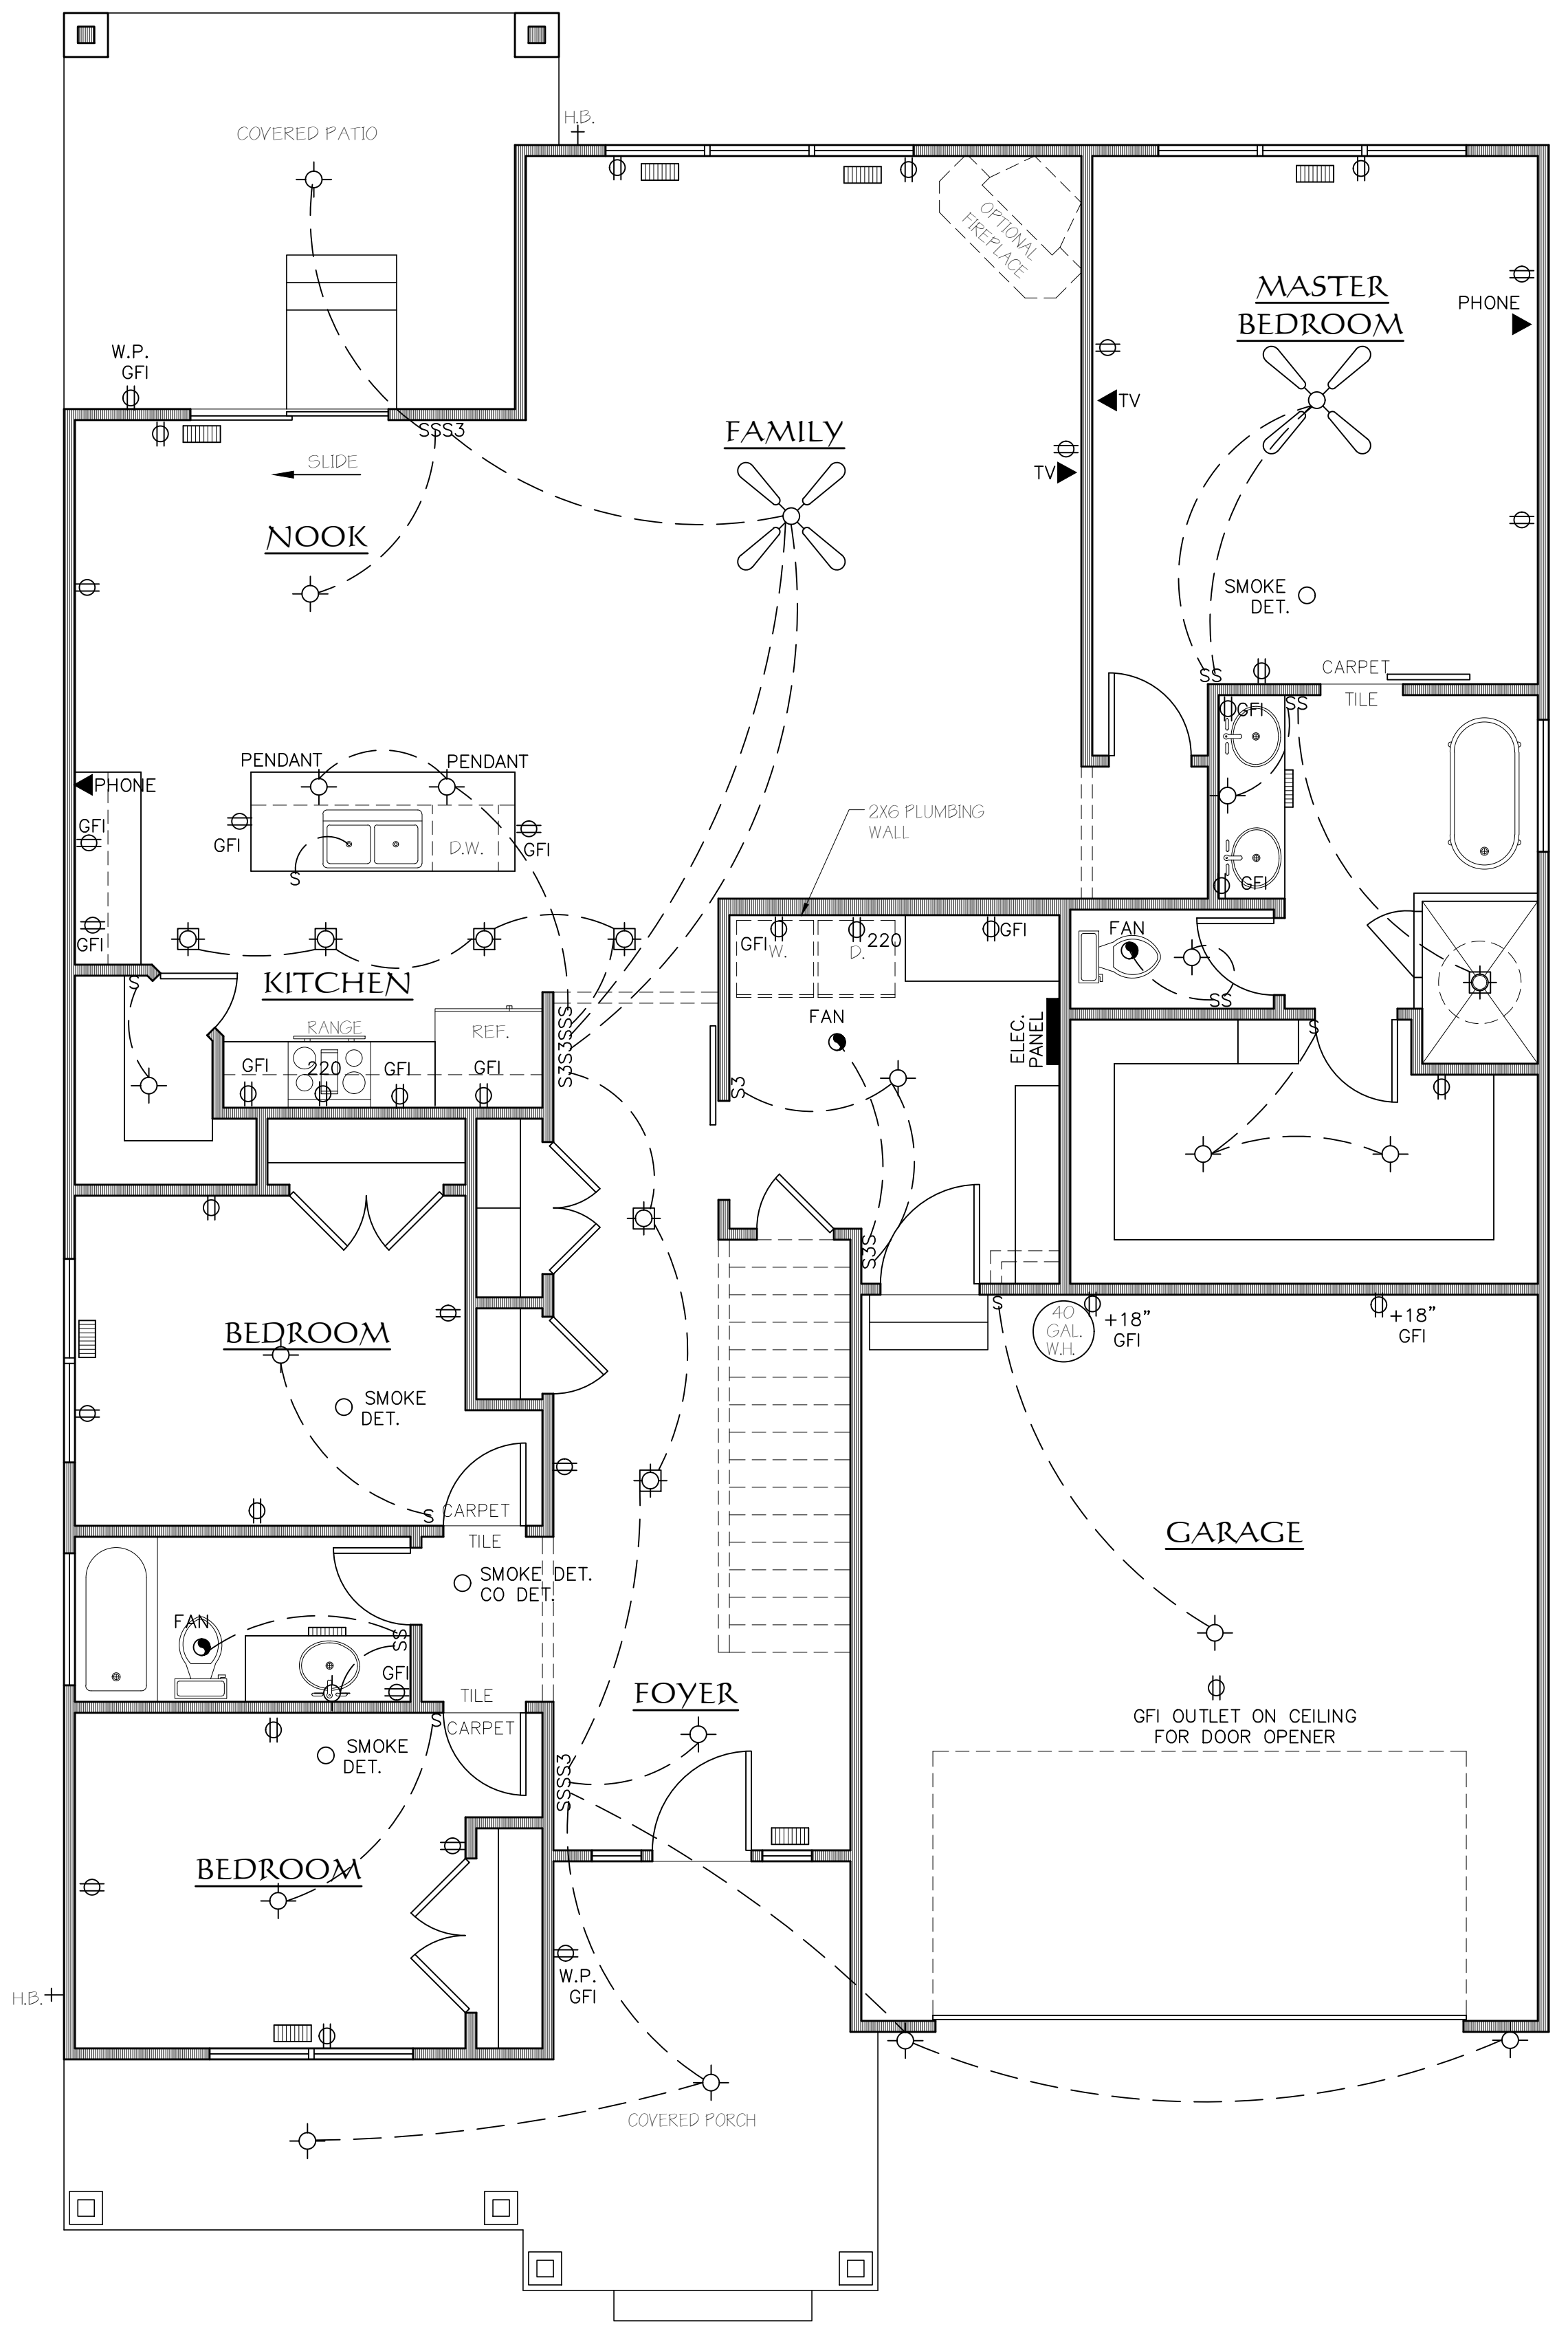 H.B.
COVERED PATIO
OPTIONAL
FIREPLACE
MASTER
BEDROOM
PHONE
W.P.
GFI
TV
SSS3
FAMILY
SLIDE
TV
NOOK
SMOKE
DET.
SS
CARPET
TILE
GFI
SS
PENDANT
PENDANT
PHONE
GFI
GFI
GFI
D.W.
S
2X6 PLUMBING
WALL
GFI
GFI
FAN
GFI
W.
D.
220
GFI
S
KITCHEN
SS
RANGE
REF.
FAN
ELEC.
PANEL
S
GFI
220
GFI
GFI
S3S3SSS
S3
S3S
S
40
GAL.
W.H.
+18"
GFI
+18"
GFI
BEDROOM
SMOKE
DET.
S
CARPET
TILE
GARAGE
SMOKE DET.
CO DET.
FAN
SS
GFI
TILE
FOYER
S
CARPET
GFI OUTLET ON CEILING
FOR DOOR OPENER
SMOKE
DET.
SSSS3
BEDROOM
W.P.
GFI
H.B.
COVERED PORCH